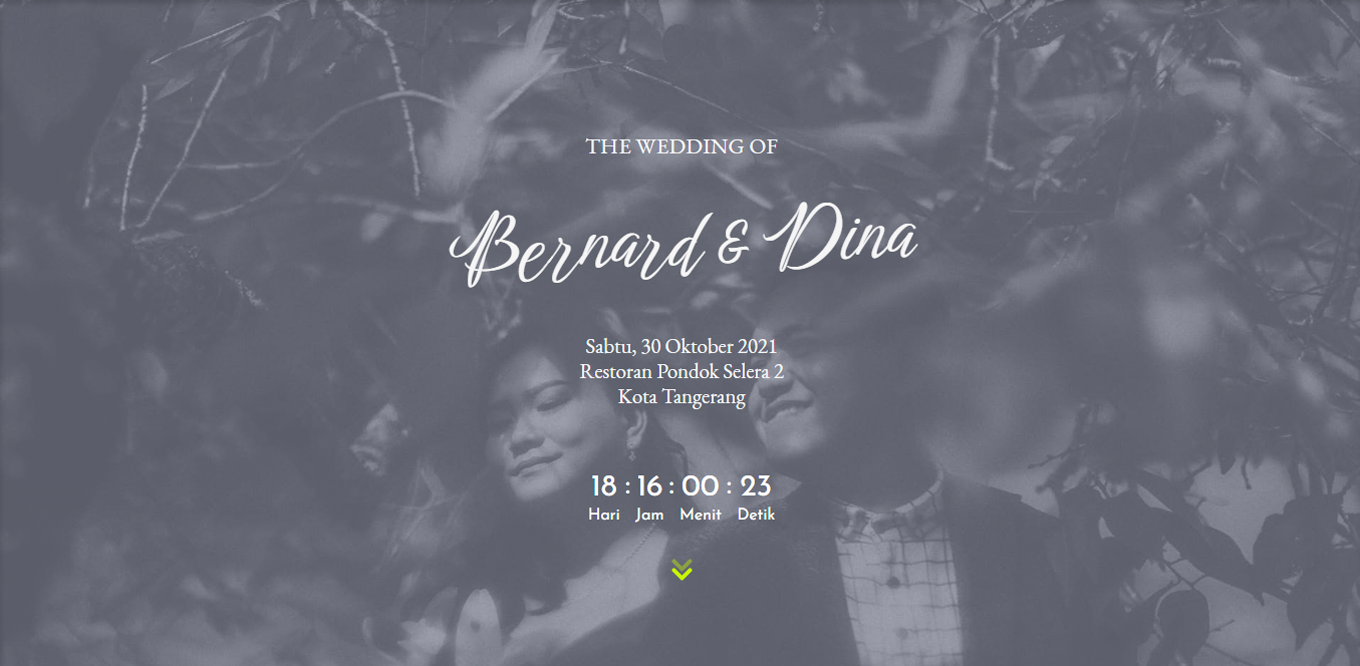 THE WEDDING OF
Bernard & Dina
Sabtu, 30 Oktober 2021
Restoran Pondok Selera 2
Kota Tangerang
18 : 16 : 00 : 23
Hari Jam Menit Detik